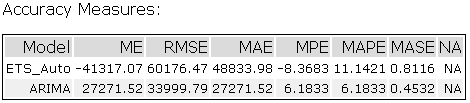 Accuracy Measures:
Model ME RMSE MAE MPE MAPE MASE NA
ETS_Auto -41317.07 60176.47 48833.98 -8.3683 11.1421 0.8116 NA
ARIMA 27271.52 33999.79 27271.52 6.1833 6.1833 0.4532 NA